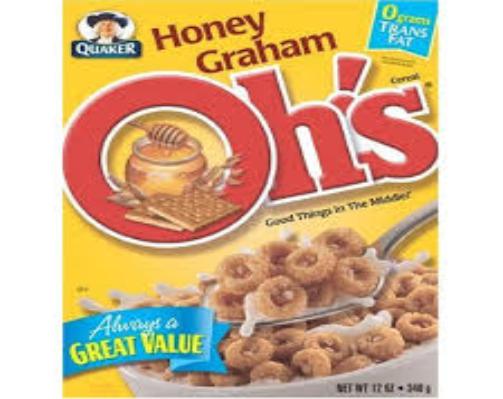 QUAKER
Honey
Graham
0 grams
TRANS
FAT
Cereal
Oh's
Good Things in The Middle!
Always a
GREAT VALUE
NET WT 12 OZ • 340 g